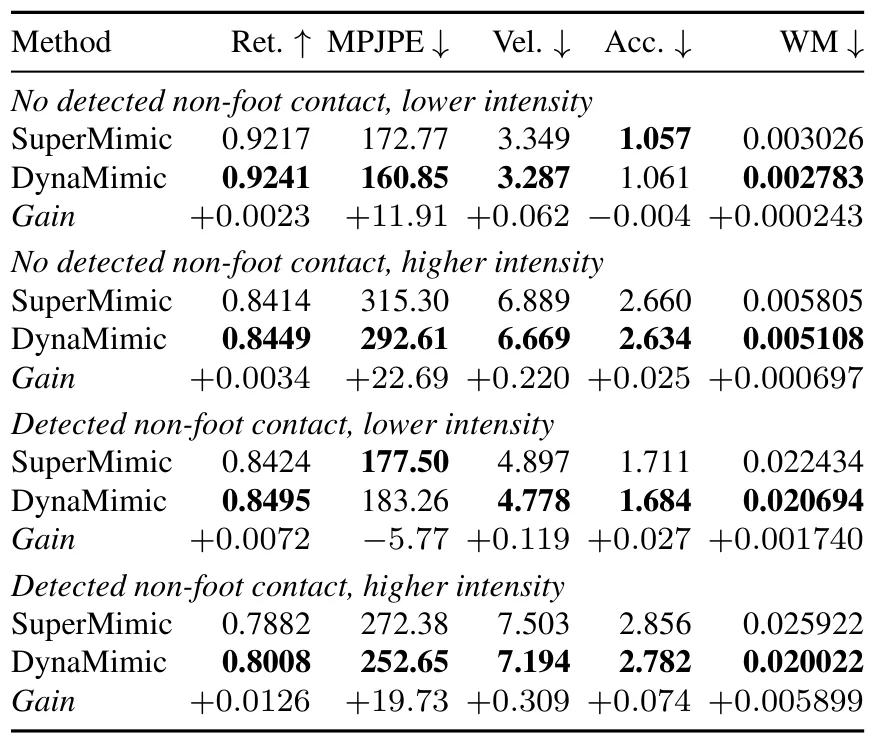 Method Ret. ↑ MPJPE ↓ Vel. ↓ Acc. ↓ WM ↓
No detected non-foot contact, lower intensity
SuperMimic 0.9217 172.77 3.349 1.057 0.003026
DynaMimic 0.9241 160.85 3.287 1.061 0.002783
Gain +0.0023 +11.91 +0.062 −0.004 +0.000243
No detected non-foot contact, higher intensity
SuperMimic 0.8414 315.30 6.889 2.660 0.005805
DynaMimic 0.8449 292.61 6.669 2.634 0.005108
Gain +0.0034 +22.69 +0.220 +0.025 +0.000697
Detected non-foot contact, lower intensity
SuperMimic 0.8424 177.50 4.897 1.711 0.022434
DynaMimic 0.8495 183.26 4.778 1.684 0.020694
Gain +0.0072 −5.77 +0.119 +0.027 +0.001740
Detected non-foot contact, higher intensity
SuperMimic 0.7882 272.38 7.503 2.856 0.025922
DynaMimic 0.8008 252.65 7.194 2.782 0.020022
Gain +0.0126 +19.73 +0.309 +0.074 +0.005899